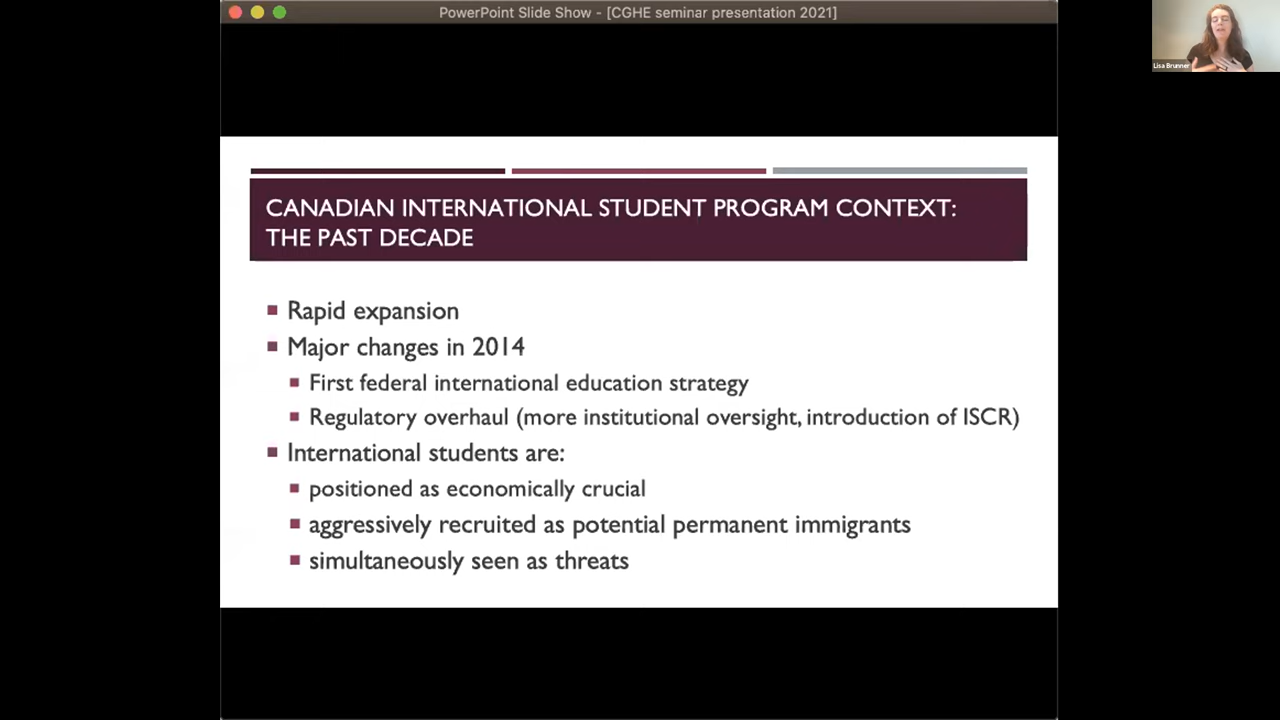 PowerPoint Slide Show - [CGHE seminar presentation 2021]
Lisa Brunner
CANADIAN INTERNATIONAL STUDENT PROGRAM CONTEXT:
THE PAST DECADE
Rapid expansion
Major changes in 2014
First federal international education strategy
Regulatory overhaul (more institutional oversight, introduction of ISCR)
International students are:
positioned as economically crucial
aggressively recruited as potential permanent immigrants
simultaneously seen as threats